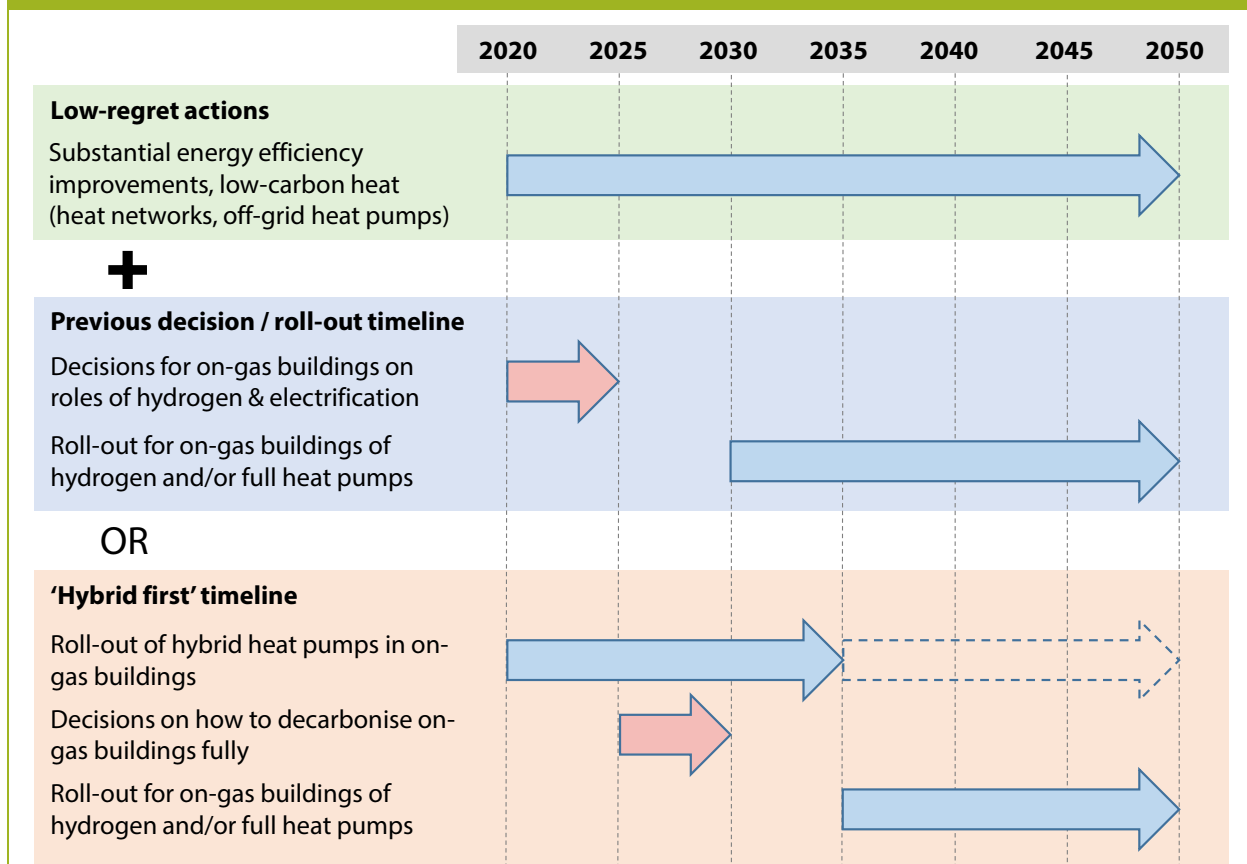 2020 2025 2030 2035 2040 2045 2050
Low-regret actions
Substantial energy efficiency
improvements, low-carbon heat
(heat networks, off-grid heat pumps)
+
Previous decision / roll-out timeline
Decisions for on-gas buildings on
roles of hydrogen & electrification
Roll-out for on-gas buildings of
hydrogen and/or full heat pumps
OR
‘Hybrid first’ timeline
Roll-out of hybrid heat pumps in on-
gas buildings
Decisions on how to decarbonise on-
gas buildings fully
Roll-out for on-gas buildings of
hydrogen and/or full heat pumps